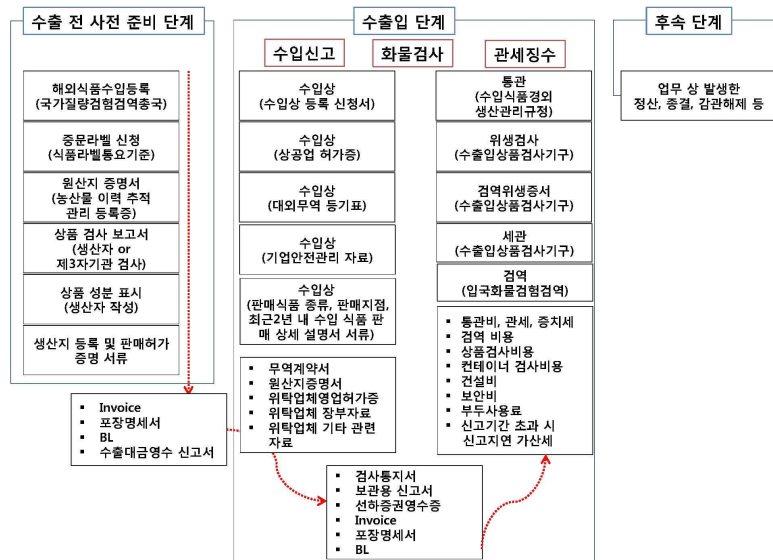 수출 전 사전 준비 단계
해외식품수입등록
(국가질량검험검역총국)
중문라벨 신청
(식품라벨통요기준)
원산지 증명서
(농산물 이력 추적
관리 등록증)
상품 검사 보고서
(생산자 or
제3자기관 검사)
상품 성분 표시
(생산자 작성)
생산지 등록 및 판매허가
증명 서류
▪ Invoice
▪ 포장명세서
▪ BL
▪ 수출대금영수 신고서
수출입 단계
수입신고
화물검사
관세징수
수입상
(수입상 등록 신청서)
수입상
(상공업 허가증)
수입상
(대외무역 등기표)
수입상
(기업안전관리 자료)
수입상
(판매식품 종류, 판매지점,
최근2년 내 수입 식품 판
매 상세 설명서 서류)
▪ 무역계약서
▪ 원산지증명서
▪ 위탁업체영업허가증
▪ 위탁업체 장부자료
▪ 위탁업체 기타 관련
자료
▪ 검사통지서
▪ 보관용 신고서
▪ 선하증권영수증
▪ Invoice
▪ 포장명세서
▪ BL
통관
(수입식품경외
생산관리규정)
위생검사
(수출입상품검사기구)
검역위생증서
(수출입상품검사기구)
세관
(수출입상품검사기구)
검역
(입국화물검험검역)
▪ 통관비, 관세, 증치세
▪ 검역 비용
▪ 상품검사비용
▪ 컨테이너 검사비용
▪ 건설비
▪ 보안비
▪ 부두사용료
▪ 신고기간 초과 시
신고지연 가산세
후속 단계
업무 상 발생한
정산, 종결, 감관해제 등